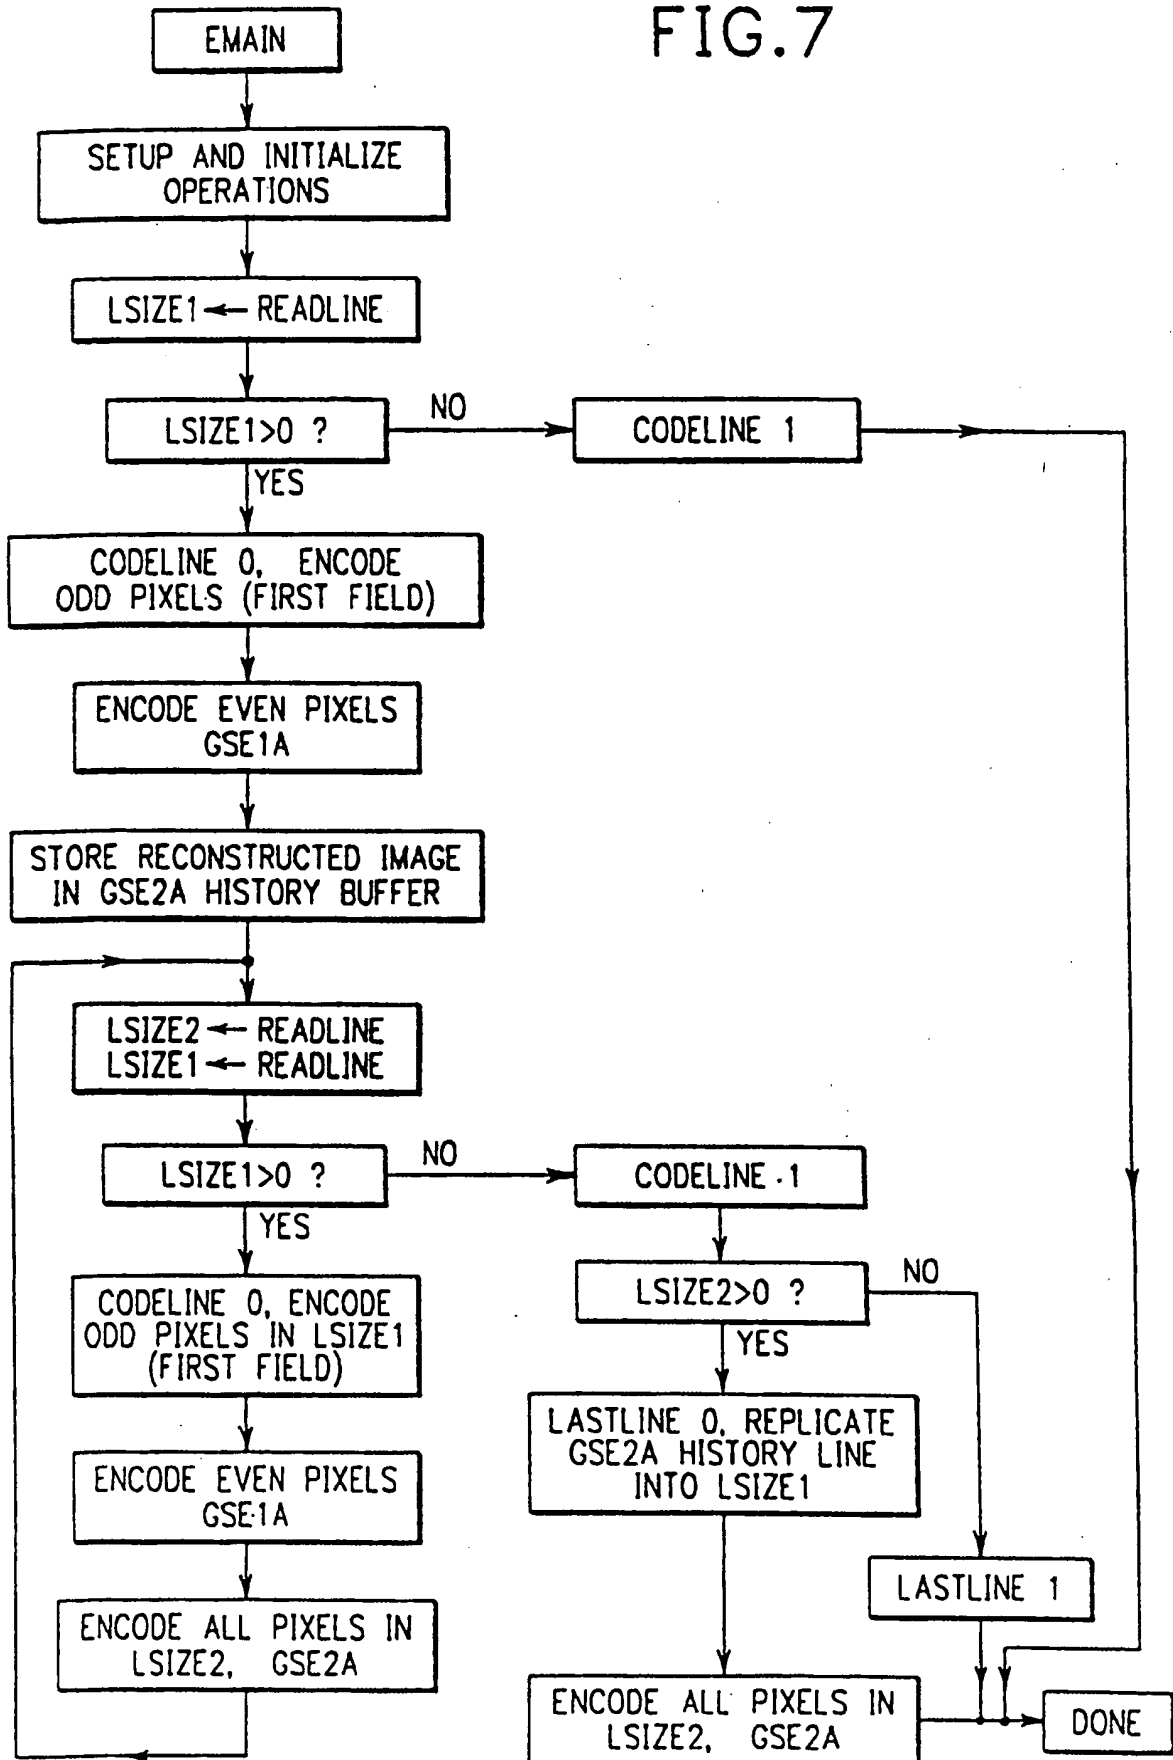 FIG.7
EMAIN
SETUP AND INITIALIZE
OPERATIONS
LSIZE1 ← READLINE
LSIZE1>0 ?
NO
CODELINE 1
YES
CODELINE 0, ENCODE
ODD PIXELS (FIRST FIELD)
ENCODE EVEN PIXELS
GSE1A
STORE RECONSTRUCTED IMAGE
IN GSE2A HISTORY BUFFER
LSIZE2 ← READLINE
LSIZE1 ← READLINE
LSIZE1>0 ?
NO
CODELINE 1
YES
LSIZE2>0 ?
NO
CODELINE 0, ENCODE
ODD PIXELS IN LSIZE1
(FIRST FIELD)
YES
LASTLINE 0, REPLICATE
GSE2A HISTORY LINE
INTO LSIZE1
ENCODE EVEN PIXELS
GSE1A
LASTLINE 1
ENCODE ALL PIXELS IN
LSIZE2, GSE2A
ENCODE ALL PIXELS IN
LSIZE2, GSE2A
DONE